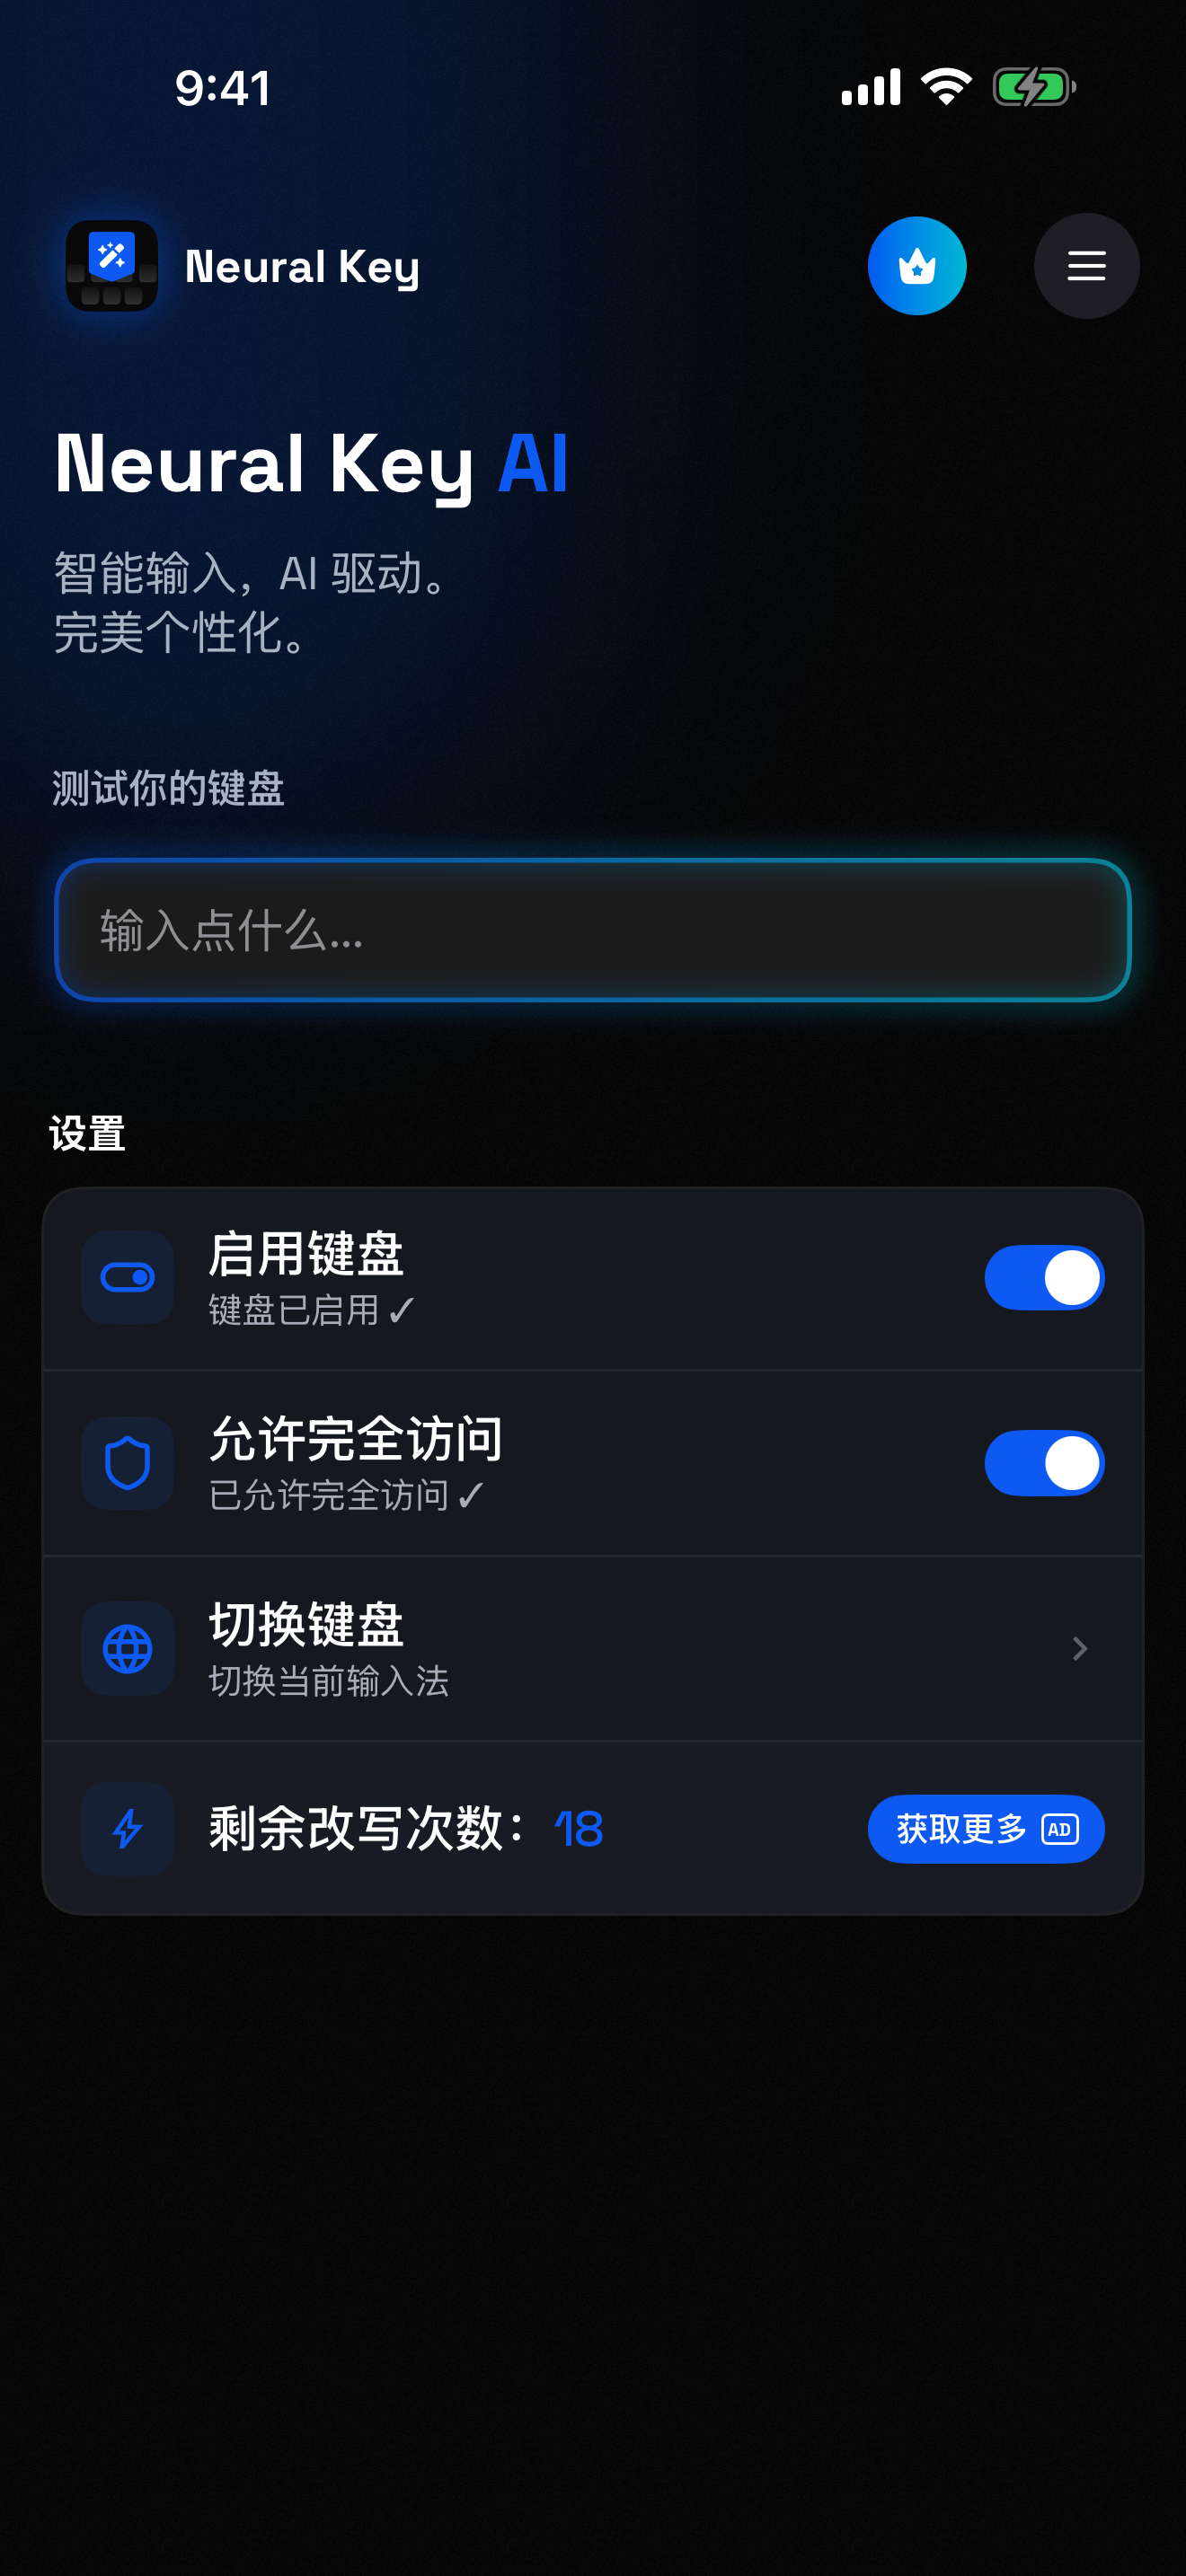 9:41
Neural Key
Neural Key AI
智能输入，AI 驱动。
完美个性化。
测试你的键盘
输入点什么...
设置
启用键盘
键盘已启用 ✓
允许完全访问
已允许完全访问 ✓
切换键盘
切换当前输入法
剩余改写次数：18
获取更多 AD